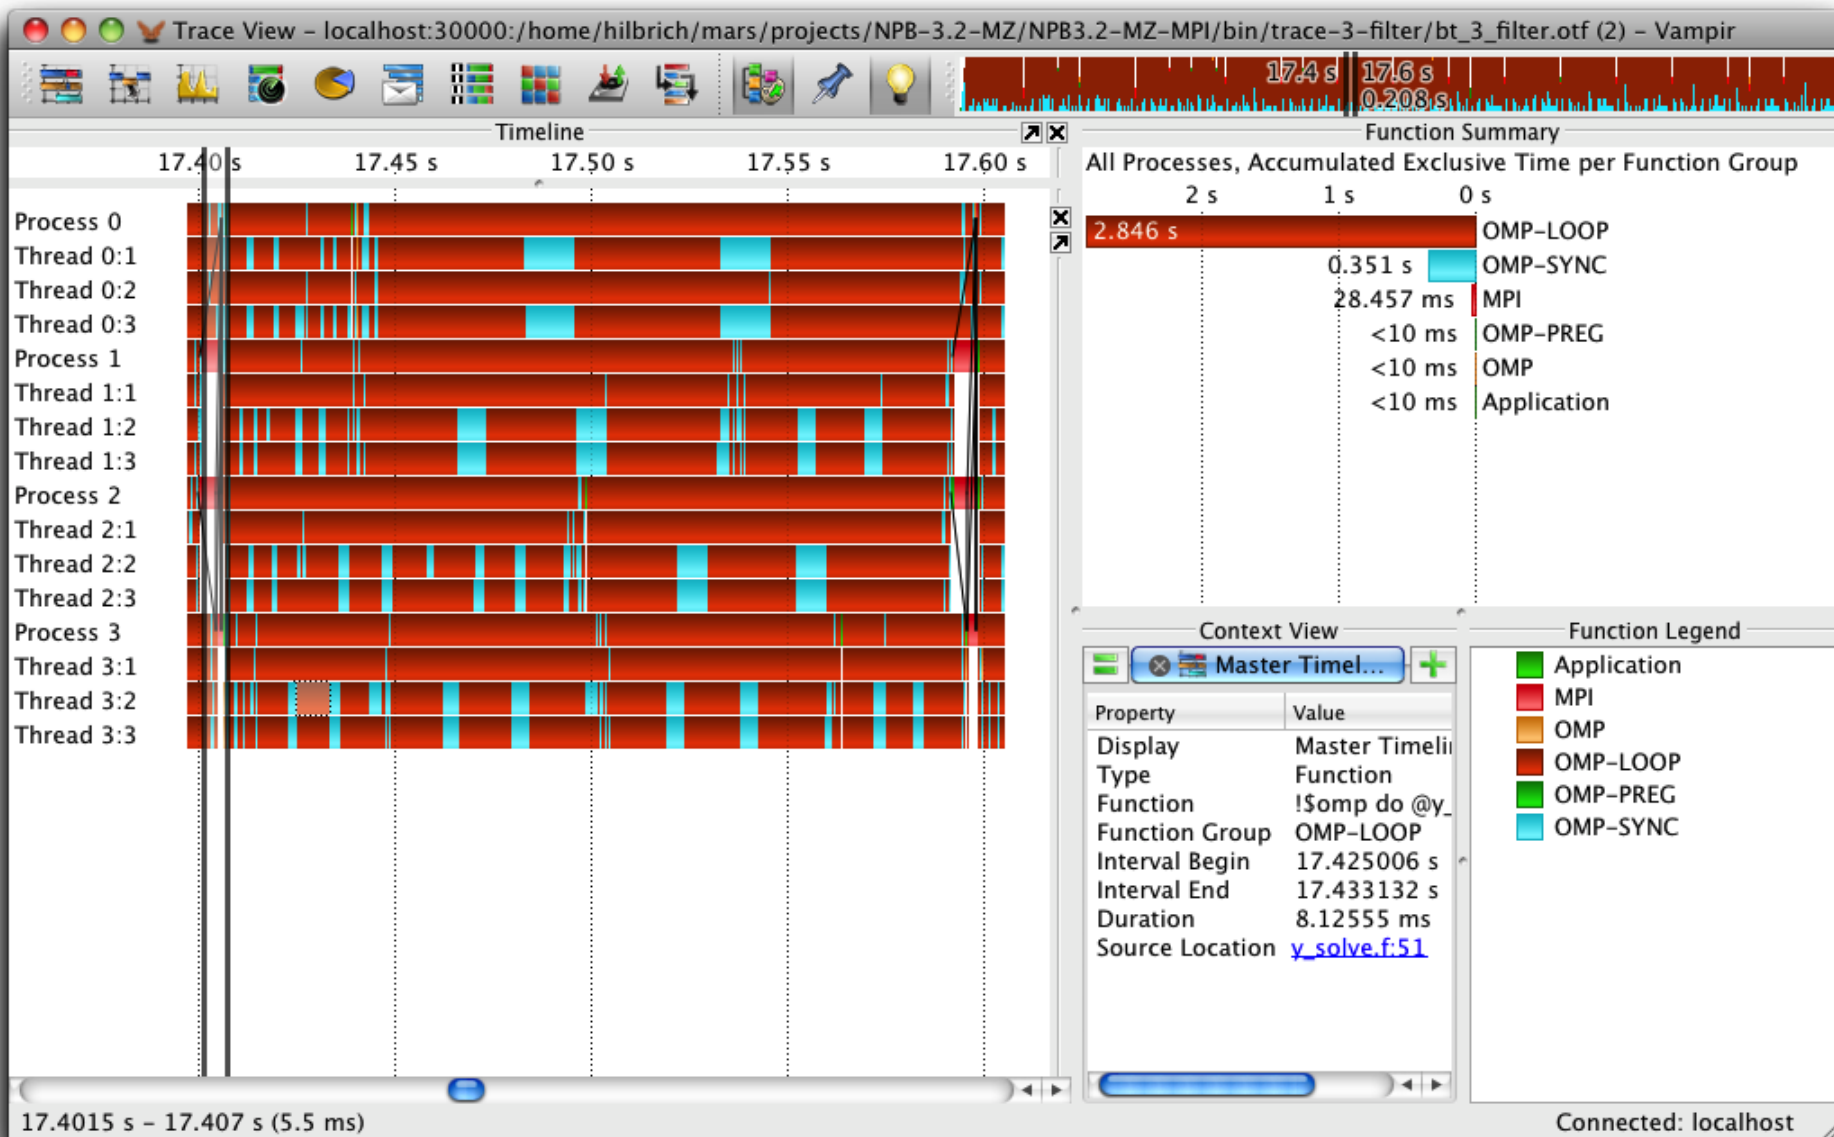 Trace View – localhost:30000:/home/hilbrich/mars/projects/NPB-3.2-MZ/NPB3.2-MZ-MPI/bin/trace-3-filter/bt_3_filter.otf (2) – Vampir
17.4 s 17.6 s
0.208 s
Timeline
17.40 s 17.45 s 17.50 s 17.55 s 17.60 s
Process 0
Thread 0:1
Thread 0:2
Thread 0:3
Process 1
Thread 1:1
Thread 1:2
Thread 1:3
Process 2
Thread 2:1
Thread 2:2
Thread 2:3
Process 3
Thread 3:1
Thread 3:2
Thread 3:3
Function Summary
All Processes, Accumulated Exclusive Time per Function Group
2 s 1 s 0 s
2.846 s OMP-LOOP
0.351 s OMP-SYNC
28.457 ms MPI
<10 ms OMP-PREG
<10 ms OMP
<10 ms Application
Context View
Master Timel...
Property Value
Display Master Timeli
Type Function
Function !$omp do @y_
Function Group OMP-LOOP
Interval Begin 17.425006 s
Interval End 17.433132 s
Duration 8.12555 ms
Source Location y_solve.f:51
Function Legend
Application
MPI
OMP
OMP-LOOP
OMP-PREG
OMP-SYNC
17.4015 s – 17.407 s (5.5 ms)
Connected: localhost